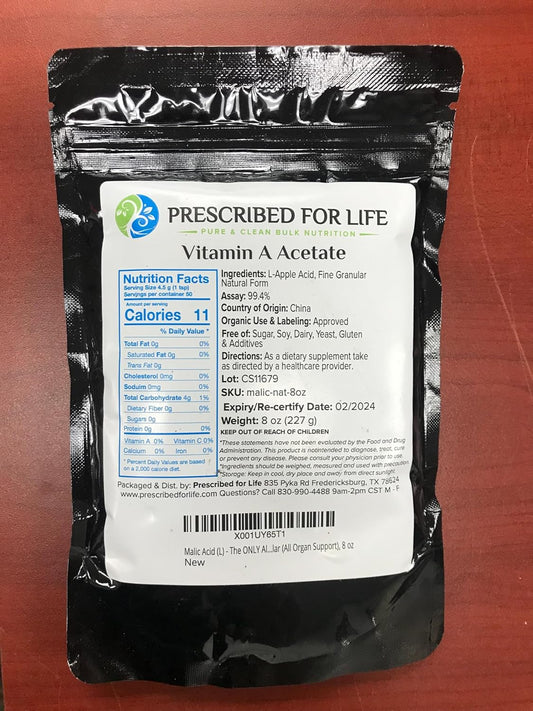 PRESCRIBED FOR LIFE
PURE & CLEAN BULK NUTRITION
Vitamin A Acetate
Nutrition Facts
Serving Size 4.5 g (1 tsp)
Servings per container 50
Amount per serving
Calories 11
% Daily Value *
Total Fat 0g 0%
Saturated Fat 0g 0%
Trans Fat 0g
Cholesterol 0mg 0%
Soduim 0mg 0%
Total Carbohydrate 4g 1%
Dietary Fiber 0g 0%
Sugars 0g
Protein 0g 0%
Vitamin A 0% Vitamin C 0%
Calcium 0% Iron 0%
* Percent Daily Values are based
on a 2,000 calorie diet.
Ingredients: L-Apple Acid, Fine Granular
Natural Form
Assay: 99.4%
Country of Origin: China
Organic Use & Labeling: Approved
Free of: Sugar, Soy, Dairy, Yeast, Gluten
& Additives
Directions: As a dietary supplement take
as directed by a healthcare provider.
Lot: CS11679
SKU: malic-nat-8oz
Expiry/Re-certify Date: 02/2024
Weight: 8 oz (227 g)
KEEP OUT OF REACH OF CHILDREN
*These statements have not been evaluated by the Food and Drug
Administration. This product is notintended to diagnose, treat, cure
or prevent any disease. Please consult your physician prior to use.
*Ingredients should be weighed, measured and used with precaution.
Storage: Keep in cool, dry place and away from direct sunlight.
Packaged & Dist. by: Prescribed for Life 835 Pyka Rd Fredericksburg, TX 78624
www.prescribedforlife.com Questions? Call 830-990-4488 9am-2pm CST M - F
X001UY65T1
Malic Acid (L) - The ONLY Al...lar (All Organ Support), 8 oz
New